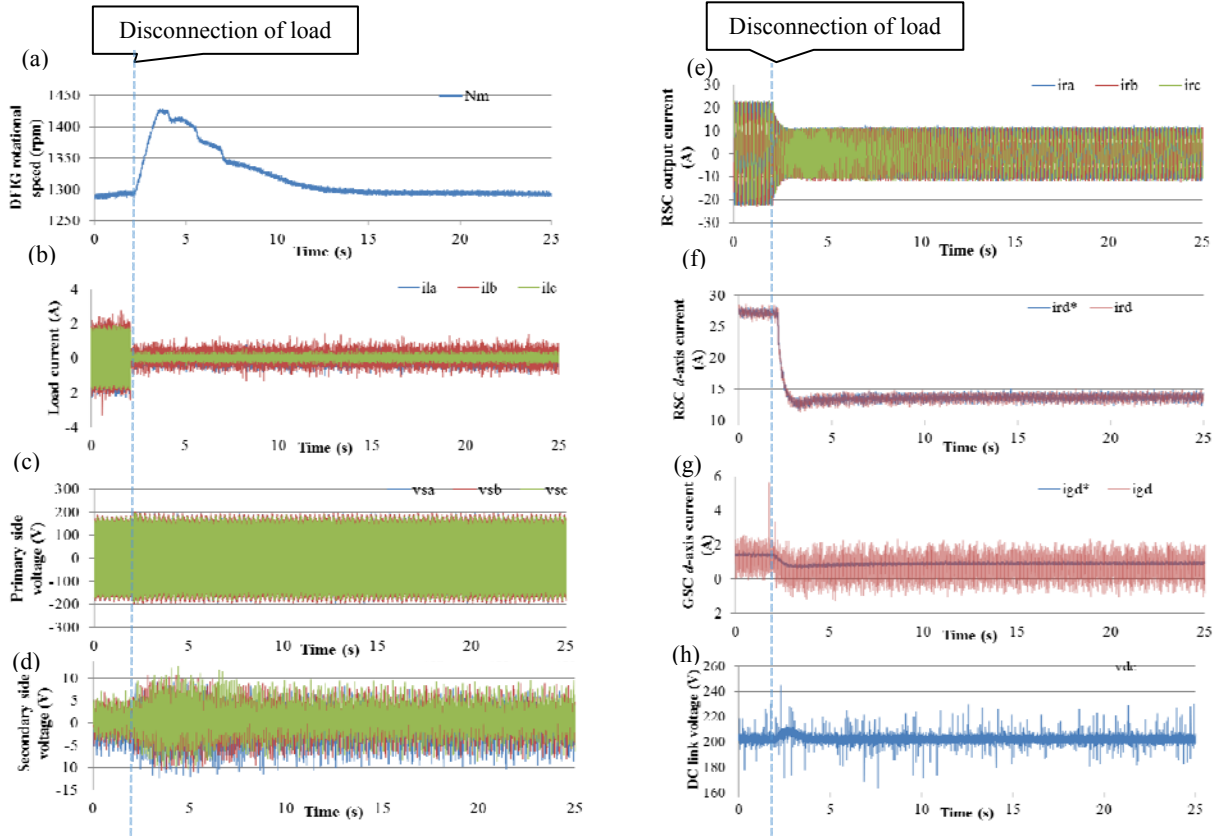 Disconnection of load
(a)
Nm
1450
1400
1350
1300
1250
DFIG rotational
speed (rpm)
0 5 10 15 20 25
Time (s)
(b)
ila ilb ilc
4
2
0
2
-4
Load current (A)
0 5 10 15 20 25
Time (s)
(c)
vsa vsb vsc
300
200
100
0
-100
-200
-300
Primary side
voltage (V)
0 5 10 15 20 25
Time (s)
(d)
10
5
0
-5
10
-15
Secondary side
voltage (V)
0 5 10 15 20 25
Time (s)
Disconnection of load
(e)
ira irb irc
30
20
10
0
-10
-20
-30
RSC output current
(A)
0 5 10 15 20 25
Time (s)
(f)
ird* ird
30
25
20
15
10
RSC d-axis current
(A)
0 5 10 15 20 25
Time (s)
(g)
igd* igd
6
4
2
0
2
GSC d-axis current
(A)
0 5 10 15 20 25
Time (s)
(h)
vdc
260
240
220
200
180
160
DC link voltage (V)
0 5 10 15 20 25
Time (s)